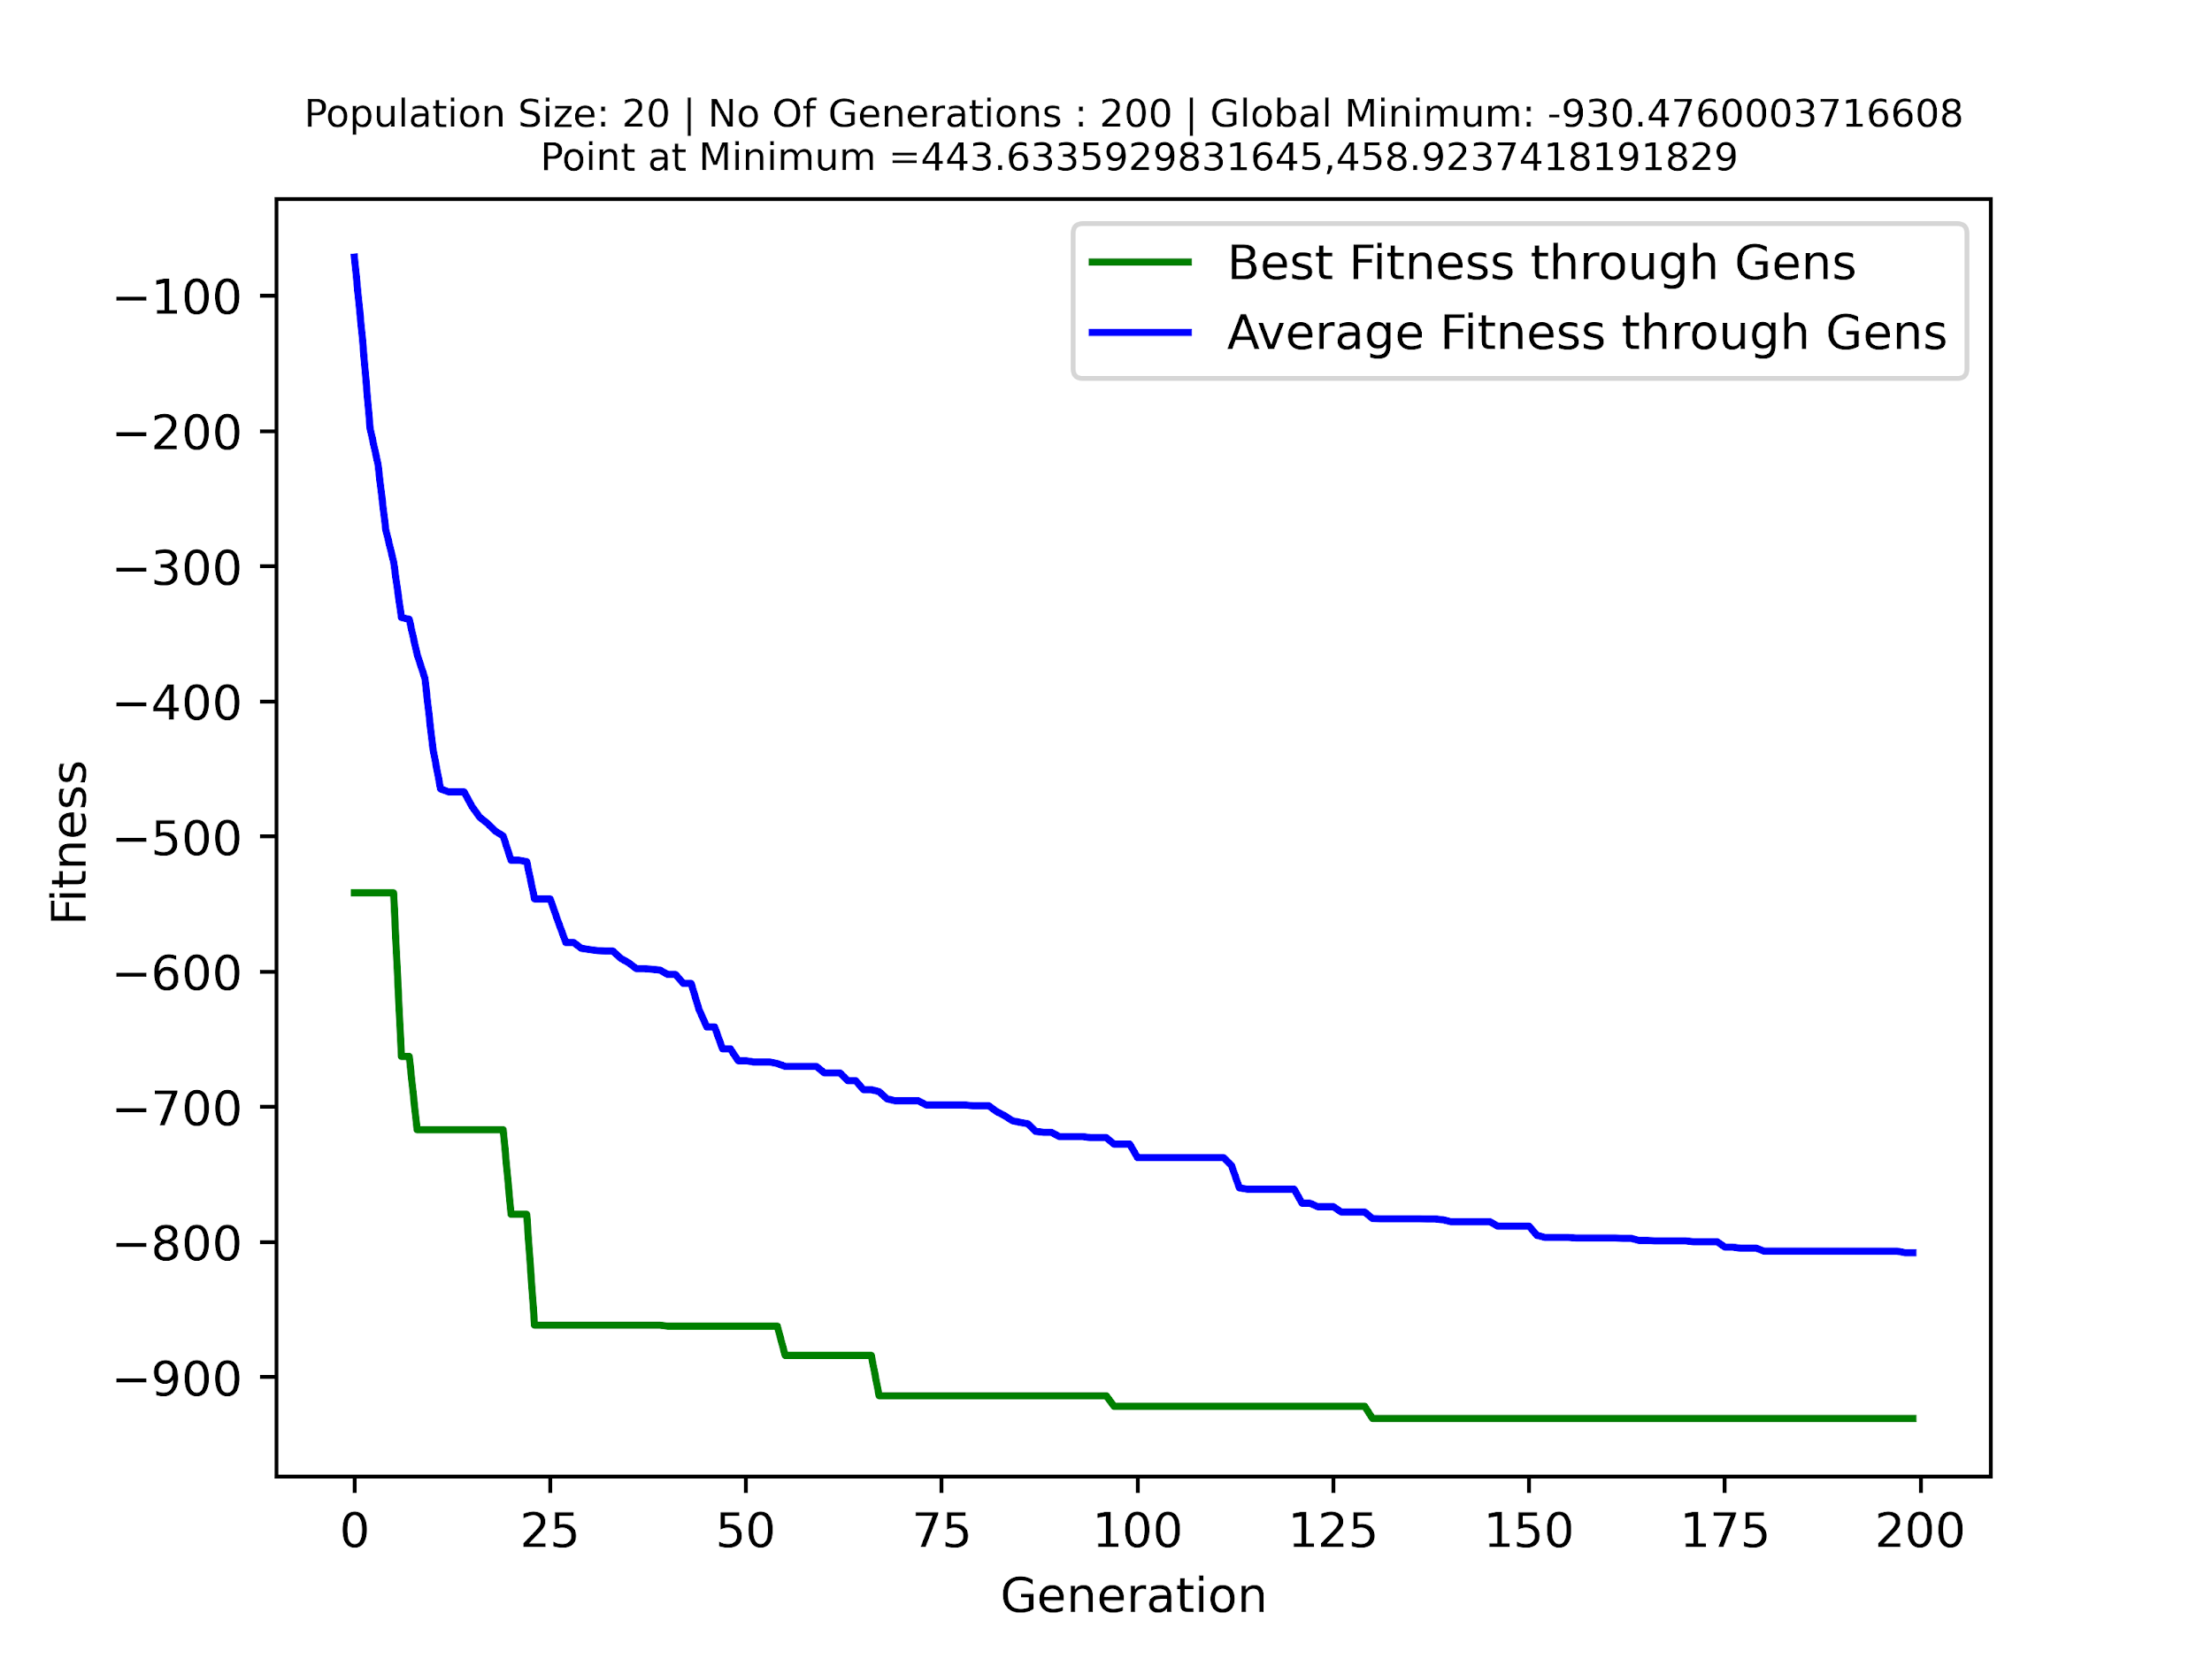 Population Size: 20 | No Of Generations : 200 | Global Minimum: -930.4760003716608
Point at Minimum =443.6335929831645,458.9237418191829
Best Fitness through Gens
Average Fitness through Gens
−100
−200
−300
−400
−500
−600
−700
−800
−900
Fitness
0 25 50 75 100 125 150 175 200
Generation